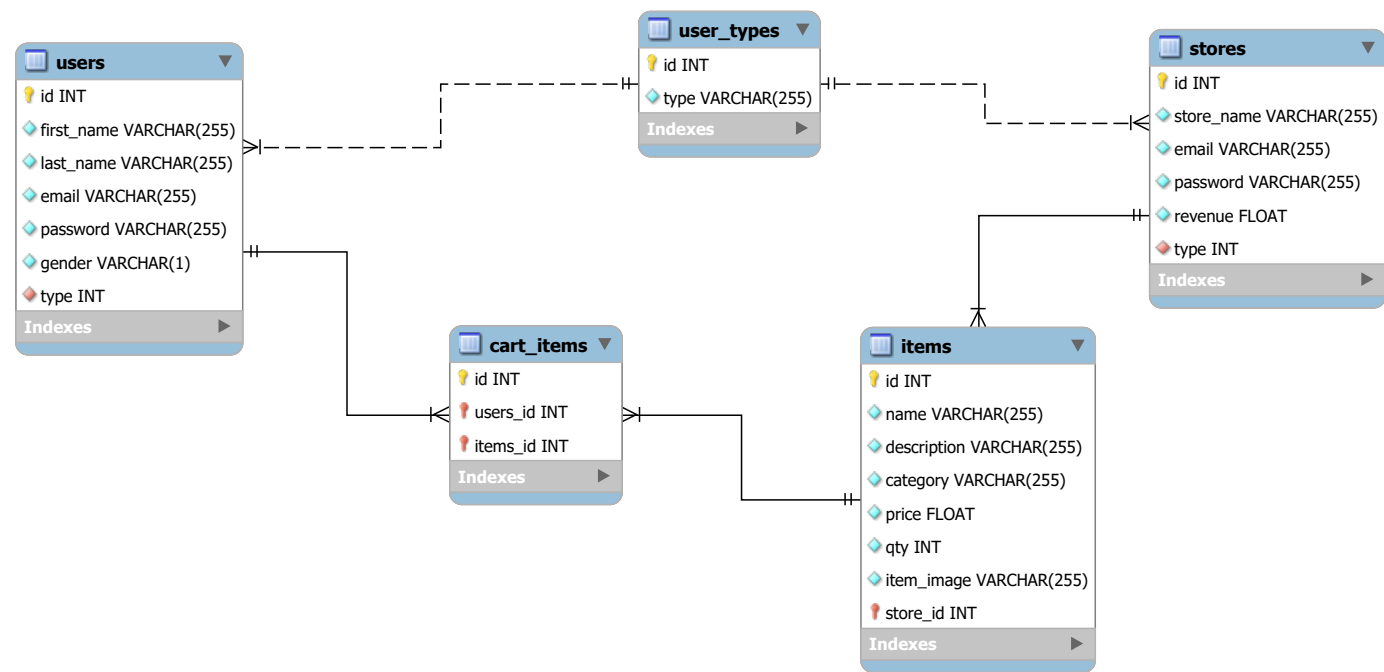 users
id INT
first_name VARCHAR(255)
last_name VARCHAR(255)
email VARCHAR(255)
password VARCHAR(255)
gender VARCHAR(1)
type INT
Indexes
user_types
id INT
type VARCHAR(255)
Indexes
stores
id INT
store_name VARCHAR(255)
email VARCHAR(255)
password VARCHAR(255)
revenue FLOAT
type INT
Indexes
cart_items
id INT
users_id INT
items_id INT
Indexes
items
id INT
name VARCHAR(255)
description VARCHAR(255)
category VARCHAR(255)
price FLOAT
qty INT
item_image VARCHAR(255)
store_id INT
Indexes